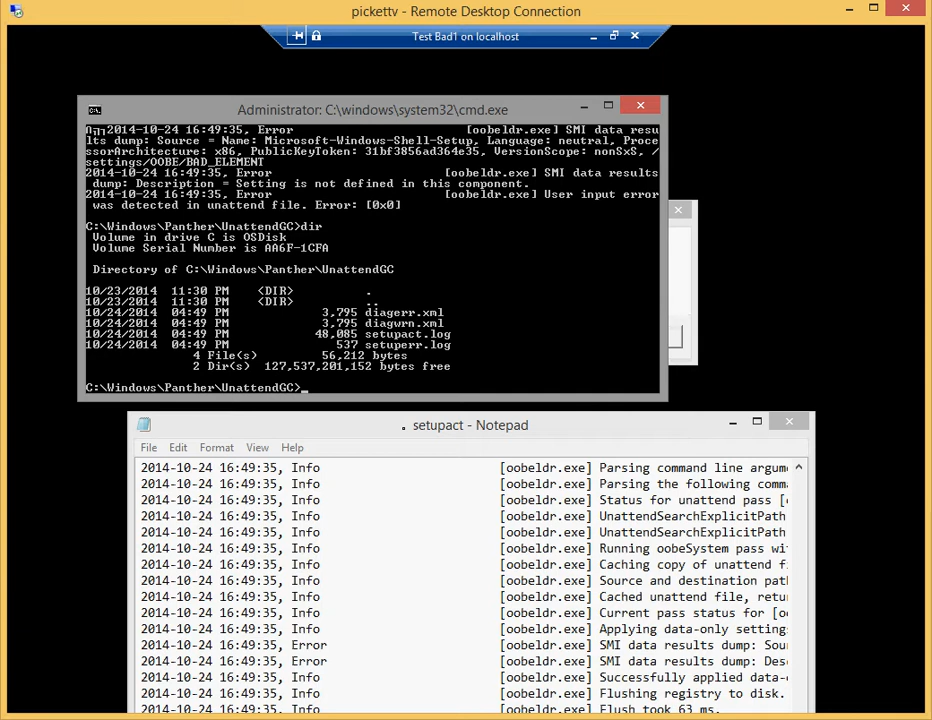 pickettv - Remote Desktop Connection
Test Bad1 on localhost
Administrator: C:\windows\system32\cmd.exe
2014-10-24 16:49:35, Error [oobeldr.exe] SMI data resu
lts dump: Source = Name: Microsoft-Windows-Shell-Setup, Language: neutral, Proce
ssorArchitecture: x86, PublicKeyToken: 31bf3856ad364e35, VersionScope: nonSxS, /
settings/OOBE/BAD_ELEMENT
2014-10-24 16:49:35, Error [oobeldr.exe] SMI data results
dump: Description = Setting is not defined in this component.
2014-10-24 16:49:35, Error [oobeldr.exe] User input error
was detected in unattend file. Error: [0x0]
C:\Windows\Panther\UnattendGC>dir
Volume in drive C is OSDisk
Volume Serial Number is AA6F-1CFA
Directory of C:\Windows\Panther\UnattendGC
10/23/2014 11:30 PM <DIR> .
10/23/2014 11:30 PM <DIR> ..
10/24/2014 04:49 PM 3,795 diagerr.xml
10/24/2014 04:49 PM 3,795 diagwrn.xml
10/24/2014 04:49 PM 48,085 setupact.log
10/24/2014 04:49 PM 537 setuperr.log
4 File(s) 56,212 bytes
2 Dir(s) 127,537,201,152 bytes free
C:\Windows\Panther\UnattendGC>_
setupact - Notepad
File Edit Format View Help
2014-10-24 16:49:35, Info [oobeldr.exe] Parsing command line argum
2014-10-24 16:49:35, Info [oobeldr.exe] Parsing the following comm
2014-10-24 16:49:35, Info [oobeldr.exe] Status for unattend pass [
2014-10-24 16:49:35, Info [oobeldr.exe] UnattendSearchExplicitPath
2014-10-24 16:49:35, Info [oobeldr.exe] UnattendSearchExplicitPath
2014-10-24 16:49:35, Info [oobeldr.exe] Running oobeSystem pass wi
2014-10-24 16:49:35, Info [oobeldr.exe] Caching copy of unattend f
2014-10-24 16:49:35, Info [oobeldr.exe] Source and destination pat
2014-10-24 16:49:35, Info [oobeldr.exe] Cached unattend file, retu
2014-10-24 16:49:35, Info [oobeldr.exe] Current pass status for [o
2014-10-24 16:49:35, Info [oobeldr.exe] Applying data-only setting
2014-10-24 16:49:35, Error [oobeldr.exe] SMI data results dump: Sou
2014-10-24 16:49:35, Error [oobeldr.exe] SMI data results dump: Des
2014-10-24 16:49:35, Info [oobeldr.exe] Successfully applied data-
2014-10-24 16:49:35, Info [oobeldr.exe] Flushing registry to disk.
2014-10-24 16:49:35, Info [oobeldr.exe] Flush took 63 ms.